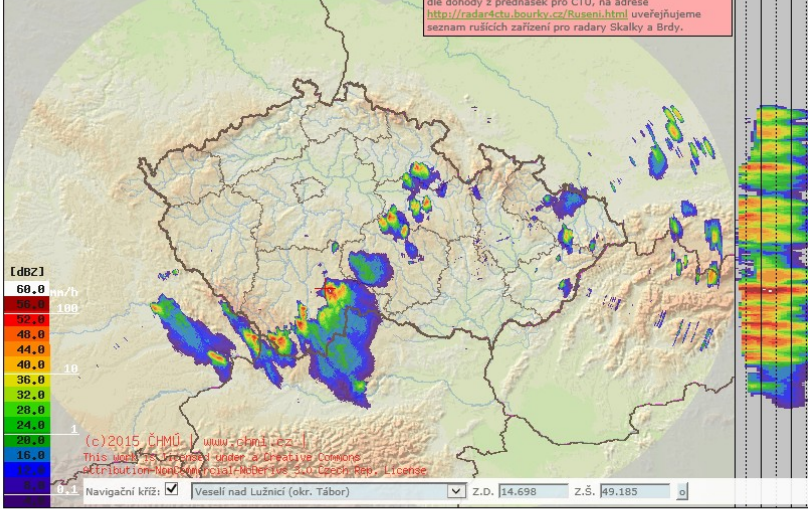 dle dohody z přednášek pro ČTÚ, na adrese
http://radar4ctu.bourky.cz/Ruseni.html uveřejňujeme
seznam rušících zařízení pro radary Skalky a Brdy.
[dBZ]
60.0 mm/h
56.0 100
52.0
48.0
44.0
40.0 10
36.0
32.0
28.0
24.0 1
20.0
16.0
0.1
(c)2015 ČHMÚ | www.chmi.cz |
This work is licensed under a Creative Commons
Attribution-NonCommercial-NoDerivs 3.0 Czech Rep. License
Navigační kříž: Veselí nad Lužnicí (okr. Tábor) Z.D. 14.698 Z.Š. 49.185 o